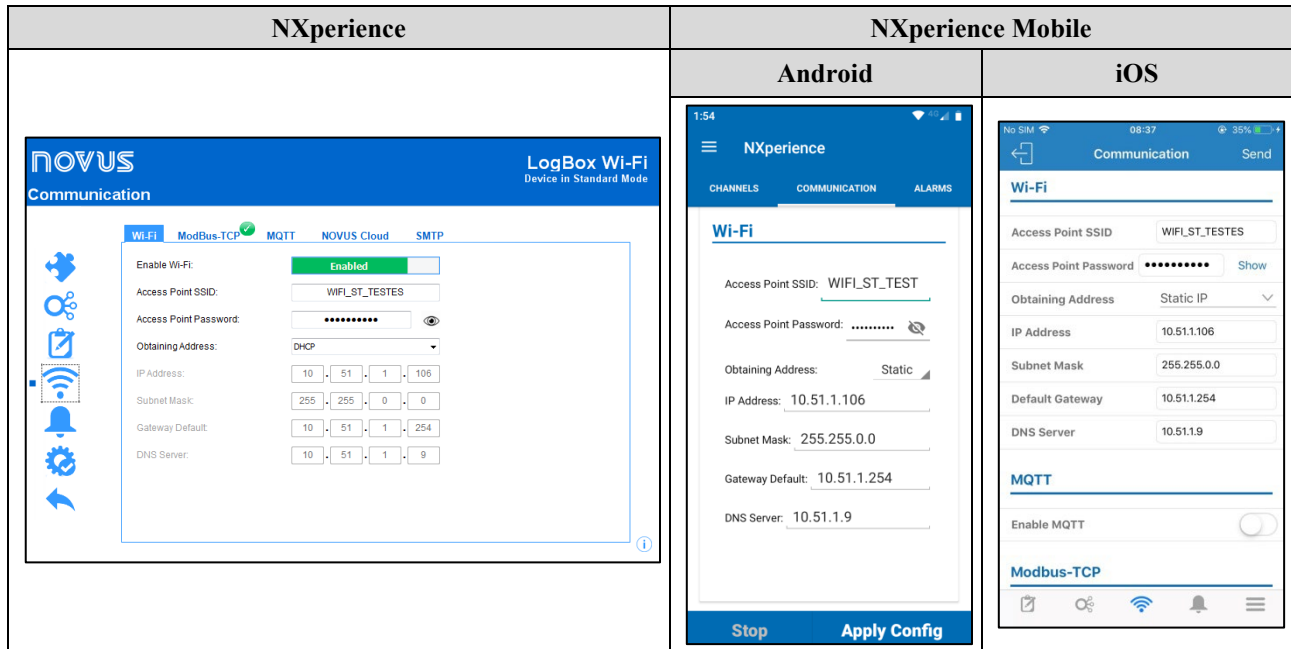 NXperience
NXperience Mobile
Android
iOS
NOVUS
LogBox Wi-Fi
Device in Standard Mode
Communication
Wi-Fi ModBus-TCP MQTT NOVUS Cloud SMTP
Enable Wi-Fi: Enabled
Access Point SSID: WIFI_ST_TESTES
Access Point Password: ••••••••••
Obtaining Address: DHCP
IP Address: 10 . 51 . 1 . 106
Subnet Mask: 255 . 255 . 0 . 0
Gateway Default: 10 . 51 . 1 . 254
DNS Server: 10 . 51 . 1 . 9
1:54 4G
NXperience
CHANNELS COMMUNICATION ALARMS
Wi-Fi
Access Point SSID: WIFI_ST_TEST
Access Point Password: ••••••••••
Obtaining Address: Static
IP Address: 10.51.1.106
Subnet Mask: 255.255.0.0
Gateway Default: 10.51.1.254
DNS Server: 10.51.1.9
Stop Apply Config
No SIM 08:37 35%
Communication Send
Wi-Fi
Access Point SSID WIFI_ST_TESTES
Access Point Password •••••••••• Show
Obtaining Address Static IP
IP Address 10.51.1.106
Subnet Mask 255.255.0.0
Default Gateway 10.51.1.254
DNS Server 10.51.1.9
MQTT
Enable MQTT
Modbus-TCP